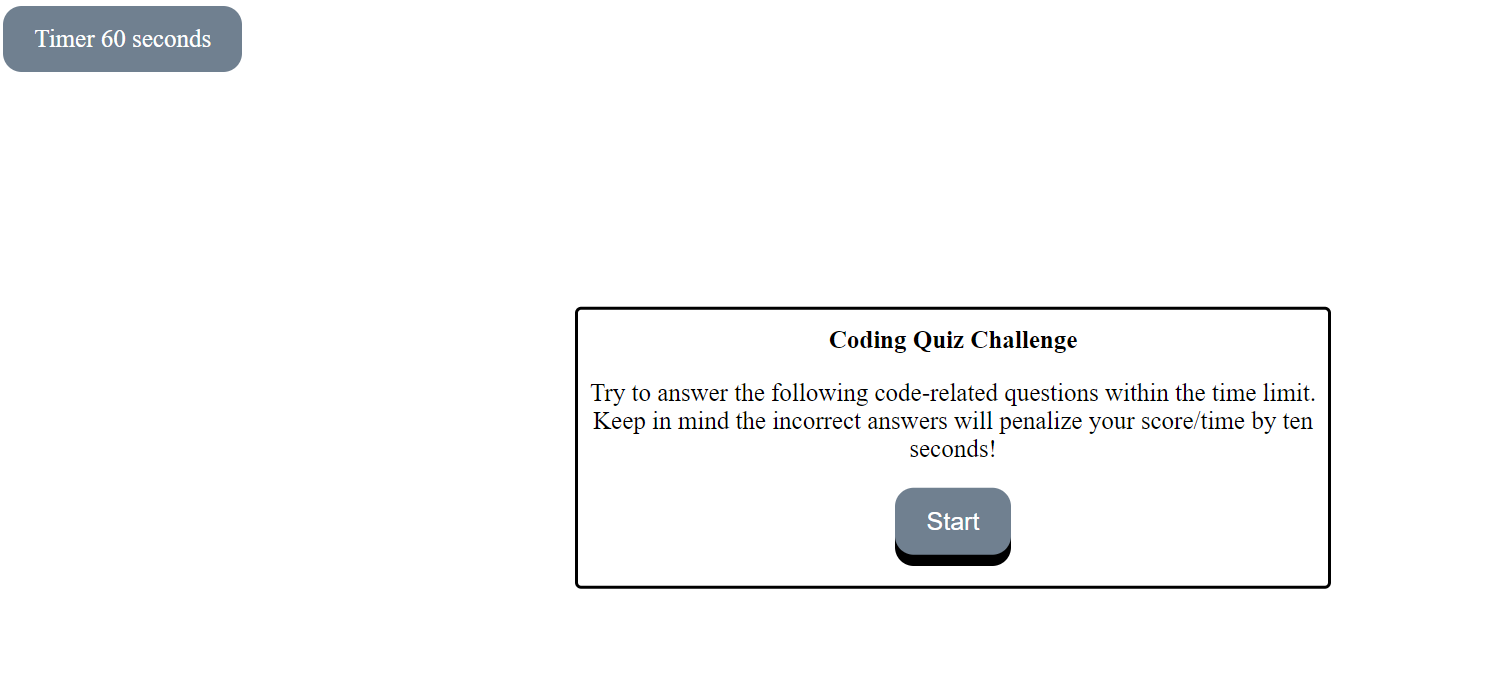 Timer 60 seconds
Coding Quiz Challenge
Try to answer the following code-related questions within the time limit.
Keep in mind the incorrect answers will penalize your score/time by ten
seconds!
Start